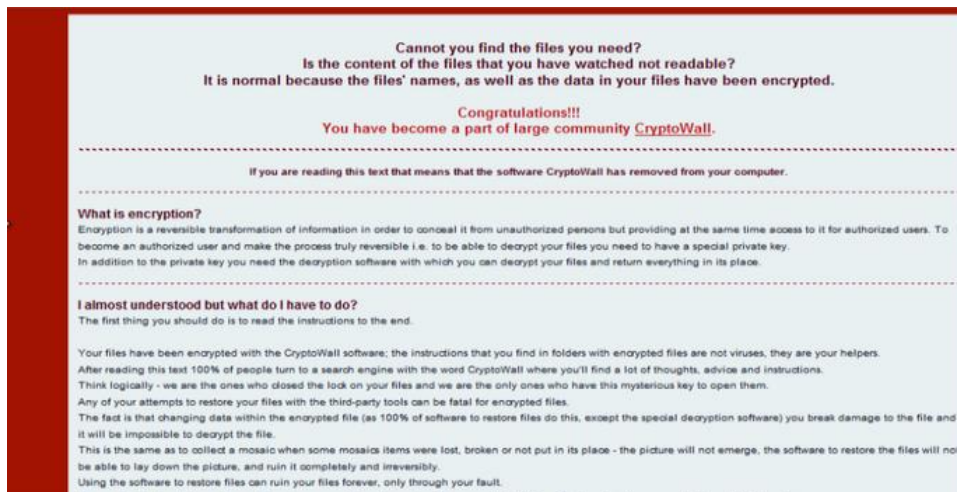 Cannot you find the files you need?
Is the content of the files that you have watched not readable?
It is normal because the files' names, as well as the data in your files have been encrypted.
Congratulations!!!
You have become a part of large community CryptoWall.
If you are reading this text that means that the software CryptoWall has removed from your computer.
What is encryption?
Encryption is a reversible transformation of information in order to conceal it from unauthorized persons but providing at the same time access to it for authorized users. To
become an authorized user and make the process truly reversible i.e. to be able to decrypt your files you need to have a special private key.
In addition to the private key you need the decryption software with which you can decrypt your files and return everything in its place.
I almost understood but what do I have to do?
The first thing you should do is to read the instructions to the end.
Your files have been encrypted with the CryptoWall software; the instructions that you find in folders with encrypted files are not viruses, they are your helpers.
After reading this text 100% of people turn to a search engine with the word CryptoWall where you'll find a lot of thoughts, advice and instructions.
Think logically - we are the ones who closed the lock on your files and we are the only ones who have this mysterious key to open them.
Any of your attempts to restore your files with the third-party tools can be fatal for encrypted files.
The fact is that changing data within the encrypted file (as 100% of software to restore files do this, except the special decryption software) you break damage to the file and
it will be impossible to decrypt the file.
This is the same as to collect a mosaic when some mosaics items were lost, broken or not put in its place - the picture will not emerge, the software to restore the files will not
be able to lay down the picture, and ruin it completely and irreversibly.
Using the software to restore files can ruin your files forever, only through your fault.